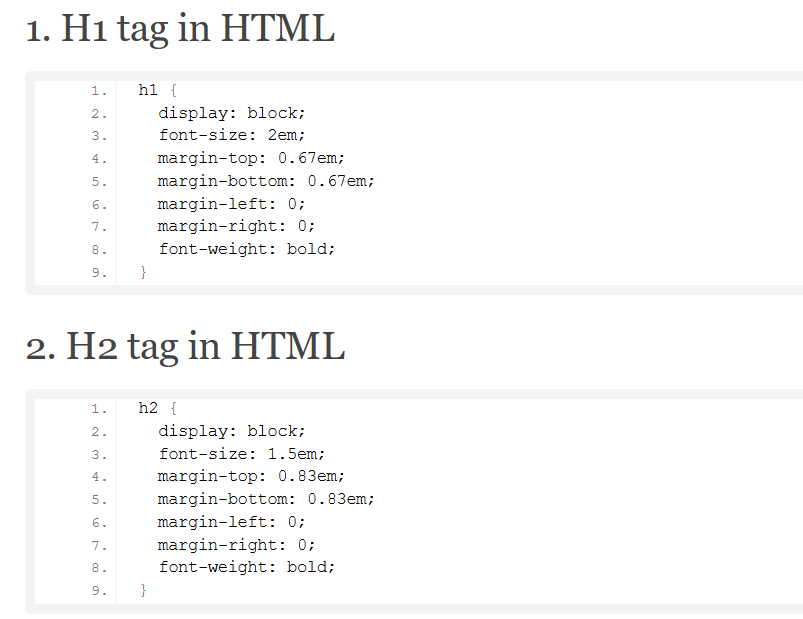 1. H1 tag in HTML
1. h1 {
2. display: block;
3. font-size: 2em;
4. margin-top: 0.67em;
5. margin-bottom: 0.67em;
6. margin-left: 0;
7. margin-right: 0;
8. font-weight: bold;
9. }
2. H2 tag in HTML
1. h2 {
2. display: block;
3. font-size: 1.5em;
4. margin-top: 0.83em;
5. margin-bottom: 0.83em;
6. margin-left: 0;
7. margin-right: 0;
8. font-weight: bold;
9. }